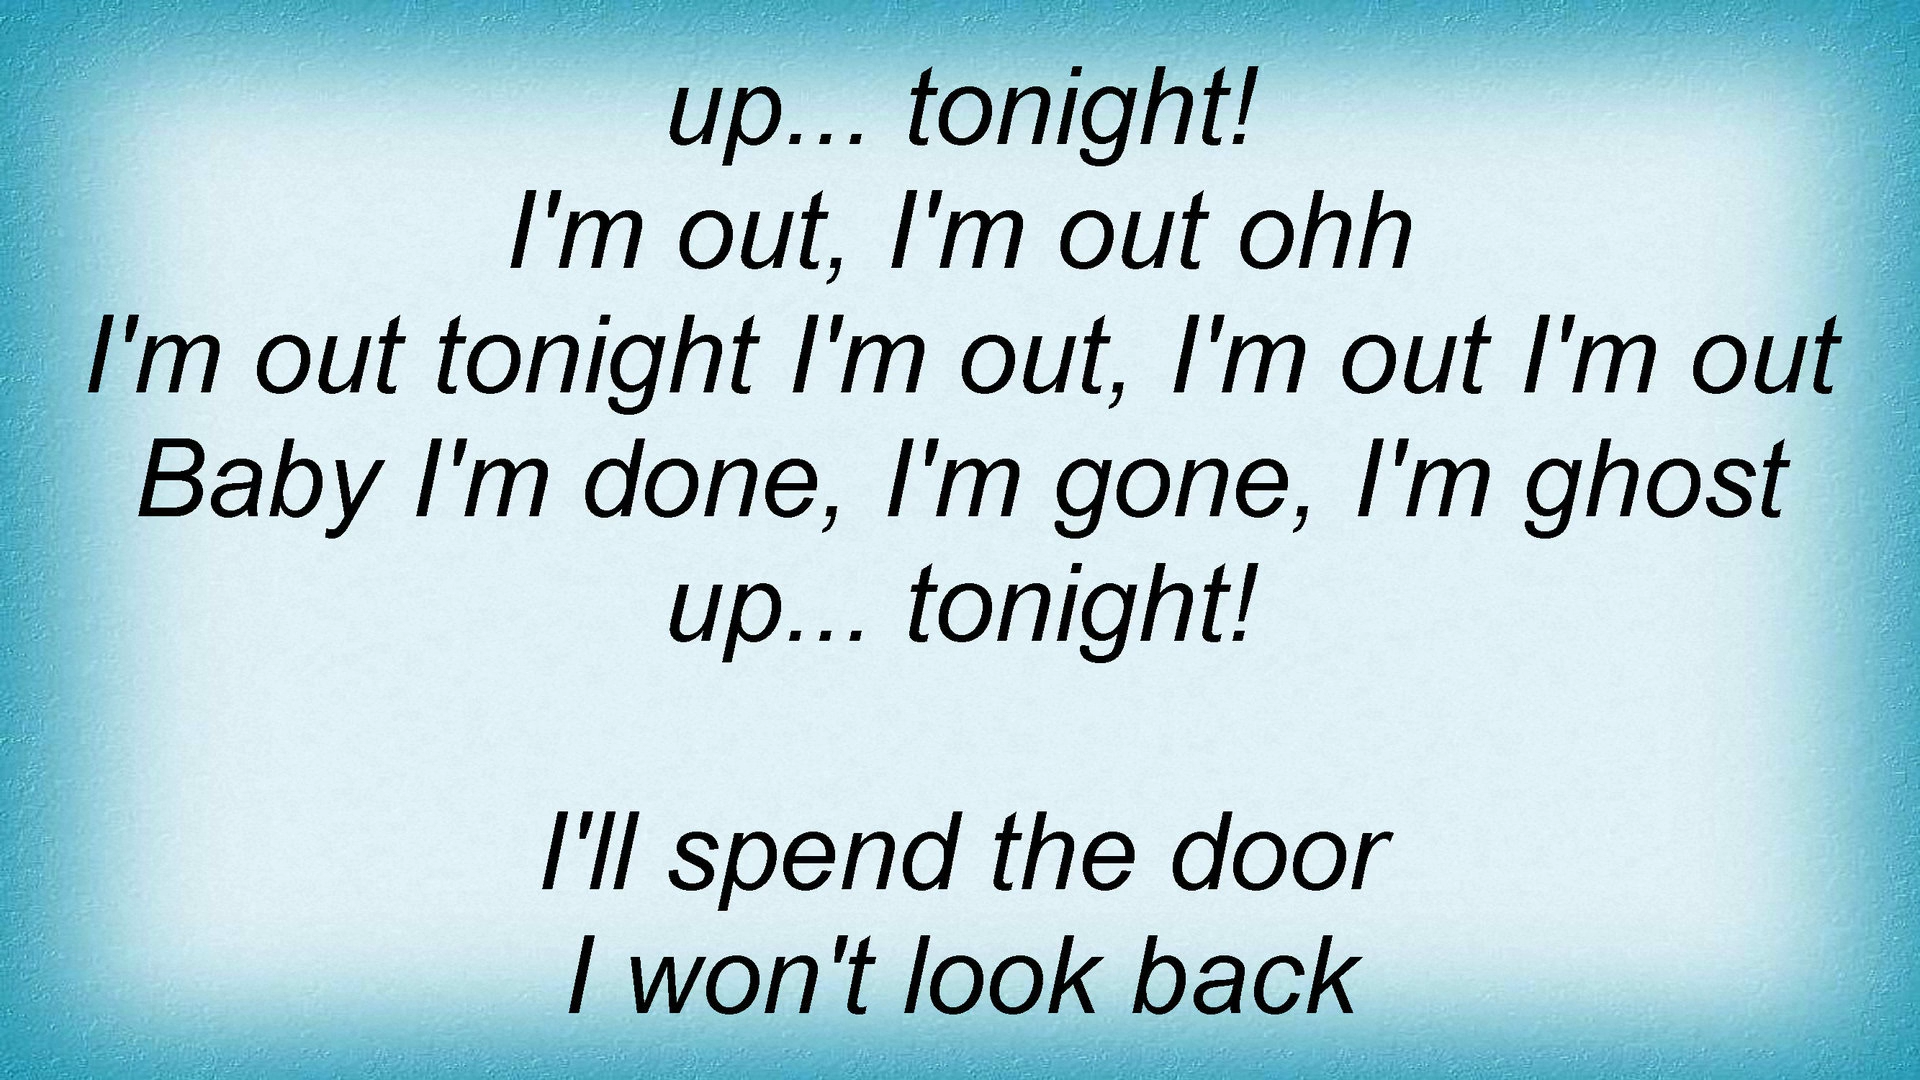 up... tonight!
I'm out, I'm out ohh
I'm out tonight I'm out, I'm out I'm out
Baby I'm done, I'm gone, I'm ghost
up... tonight!
I'll spend the door
I won't look back